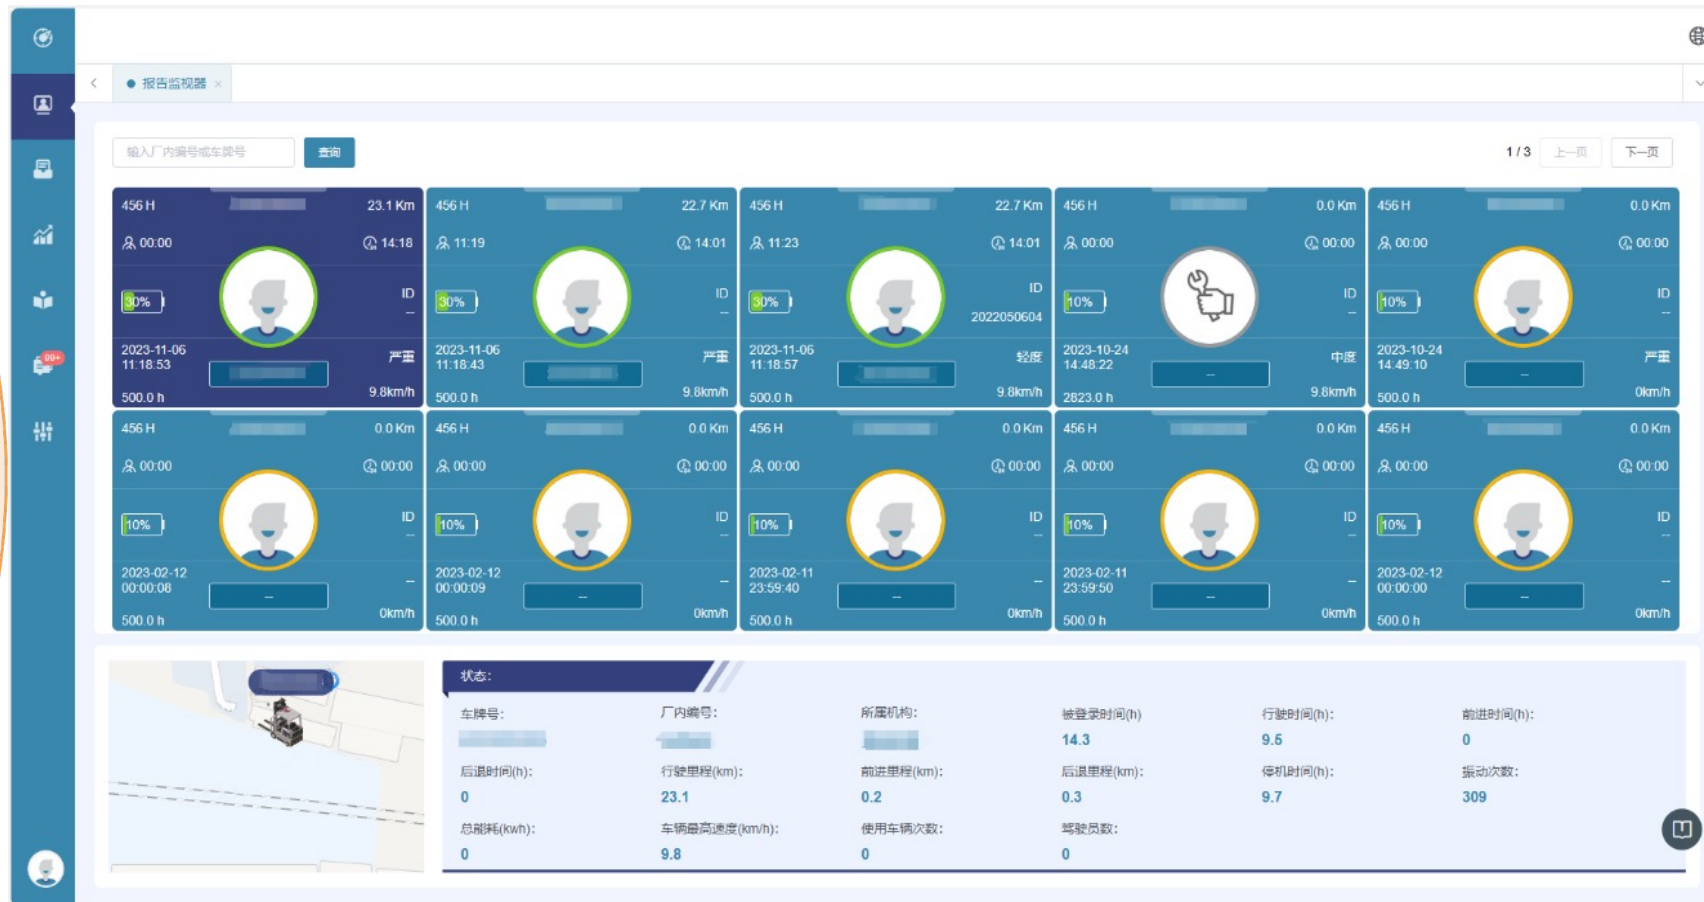 报告监视器 ×
输入厂内编号或车牌号 查询 1 / 3 上一页 下一页
456 H 23.1 Km 456 H 22.7 Km 456 H 22.7 Km 456 H 0.0 Km 456 H 0.0 Km
00:00 14:18 11:19 14:01 11:23 14:01 00:00 00:00 00:00 00:00
30% ID 30% ID 30% ID 10% ID 10% ID
-- -- 2022050604 -- --
2023-11-06 2023-11-06 2023-11-06 2023-10-24 2023-10-24
11:18:53 严重 11:18:43 严重 11:18:57 轻度 14:48:22 中度 14:49:10 严重
-- --
500.0 h 9.8km/h 500.0 h 9.8km/h 500.0 h 9.8km/h 2823.0 h 9.8km/h 500.0 h 0km/h
456 H 0.0 Km 456 H 0.0 Km 456 H 0.0 Km 456 H 0.0 Km 456 H 0.0 Km
00:00 00:00 00:00 00:00 00:00 00:00 00:00 00:00 00:00 00:00
10% ID 10% ID 10% ID 10% ID 10% ID
-- -- -- -- --
2023-02-12 2023-02-12 2023-02-11 2023-02-11 2023-02-12
00:00:08 -- 00:00:09 -- 23:59:40 -- 23:59:50 -- 00:00:00 --
-- -- -- -- --
500.0 h 0km/h 500.0 h 0km/h 500.0 h 0km/h 500.0 h 0km/h 500.0 h 0km/h
99+
状态：
车牌号： 厂内编号： 所属机构： 被登录时间(h) 行驶时间(h)： 前进时间(h)：
14.3 9.5 0
后退时间(h)： 行驶里程(km)： 前进里程(km)： 后退里程(km)： 停机时间(h)： 振动次数：
0 23.1 0.2 0.3 9.7 309
总能耗(kwh)： 车辆最高速度(km/h)： 使用车辆次数： 驾驶员数：
0 9.8 0 0